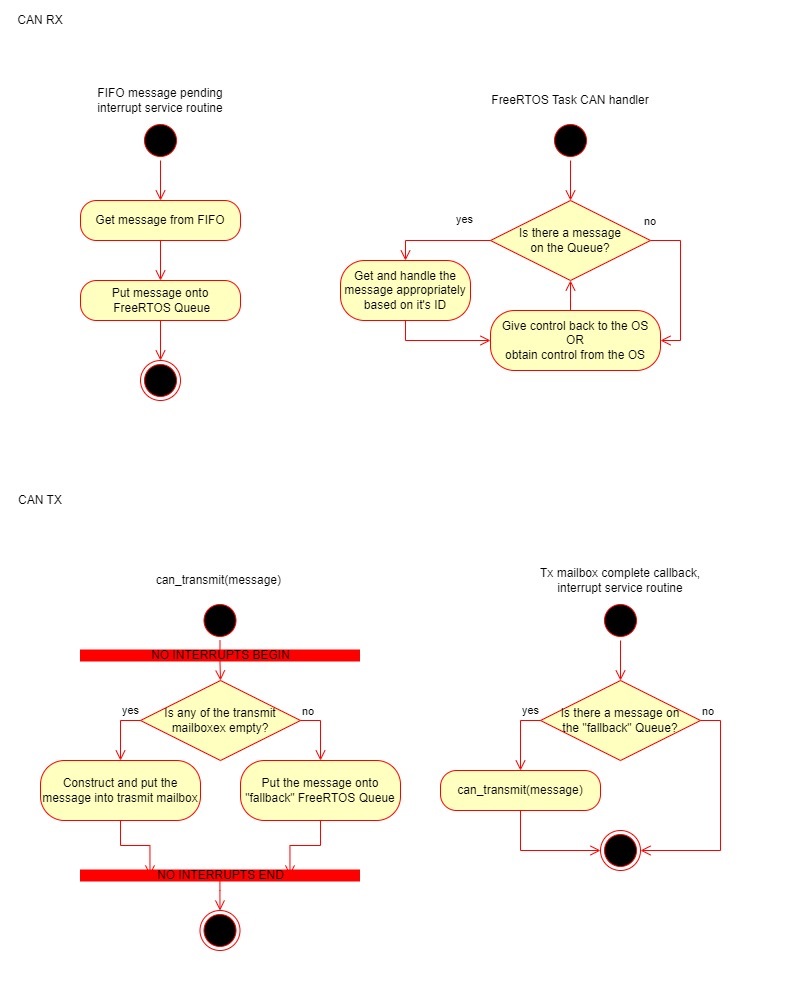 CAN RX
FIFO message pending
interrupt service routine
Get message from FIFO
Put message onto
FreeRTOS Queue
FreeRTOS Task CAN handler
Is there a message
on the Queue?
yes
no
Get and handle the
message appropriately
based on it's ID
Give control back to the OS
OR
obtain control from the OS
CAN TX
can_transmit(message)
NO INTERRUPTS BEGIN
Is any of the transmit
mailboxex empty?
yes
no
Construct and put the
message into trasmit mailbox
Put the message onto
"fallback" FreeRTOS Queue
NO INTERRUPTS END
Tx mailbox complete callback,
interrupt service routine
Is there a message on
the "fallback" Queue?
yes
no
can_transmit(message)